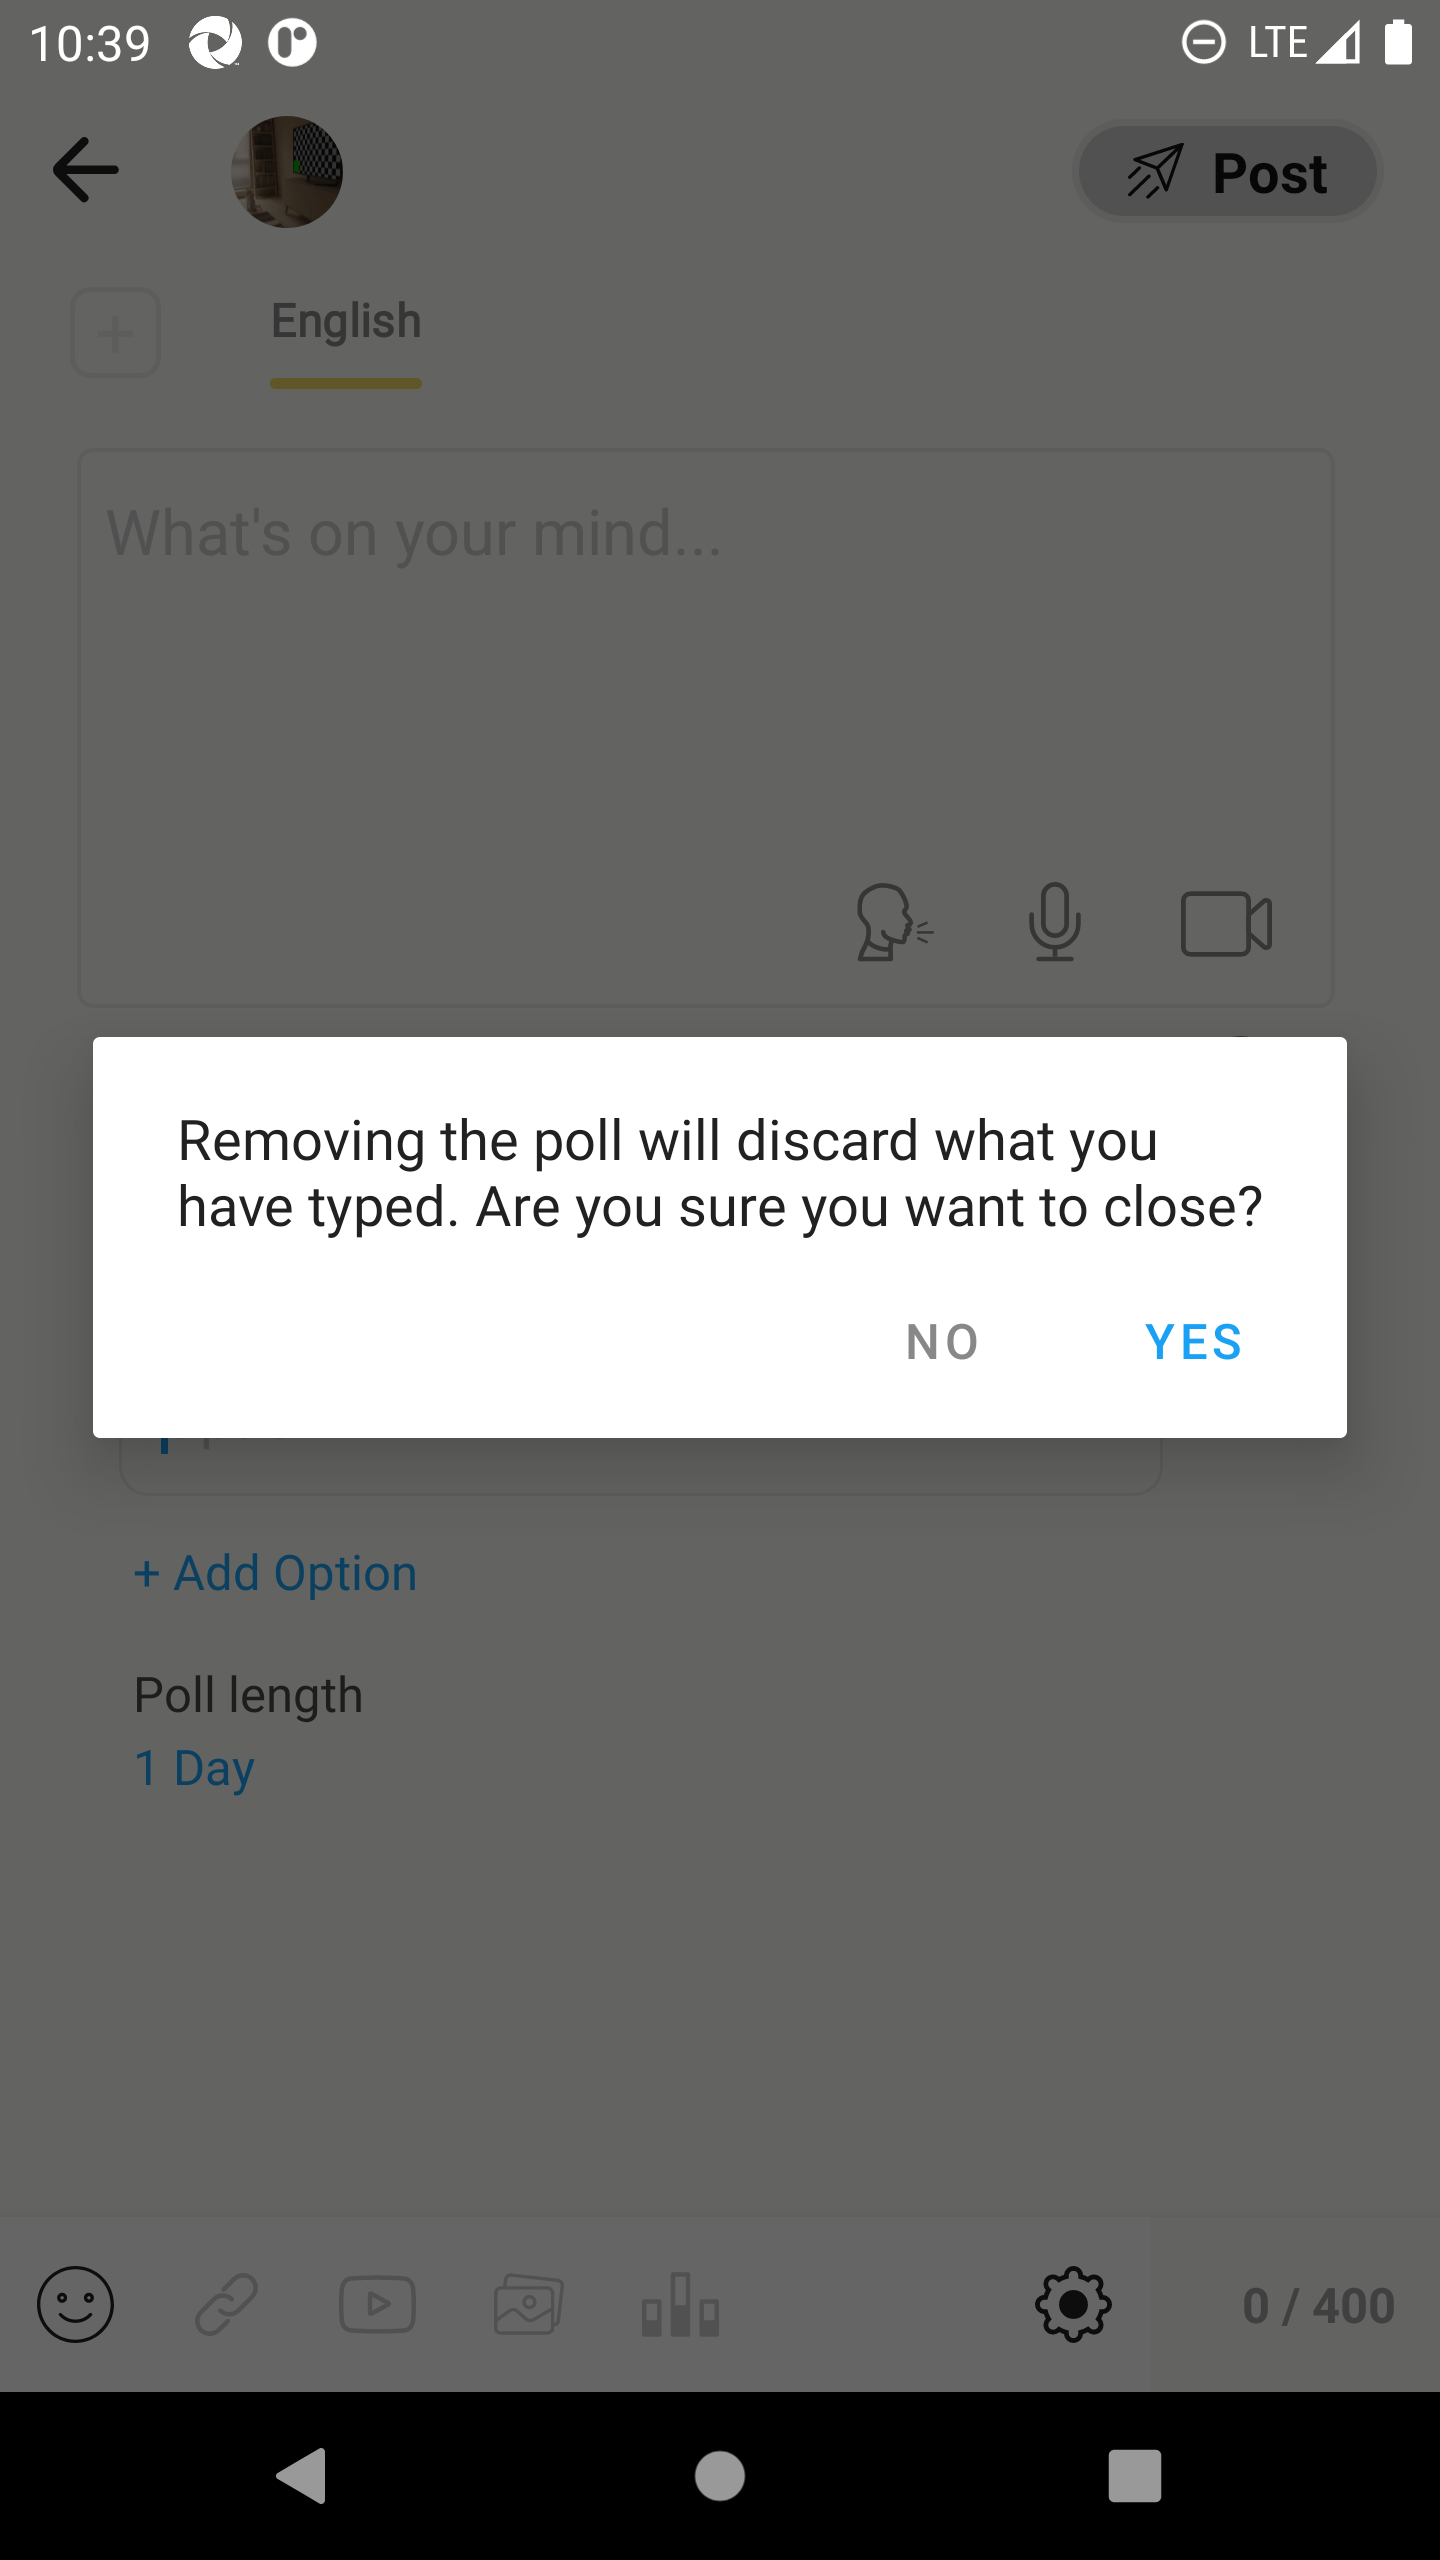 10:39
LTE
Post
English
What's on your mind...
Removing the poll will discard what you
have typed. Are you sure you want to close?
NO
YES
+ Add Option
Poll length
1 Day
0 / 400